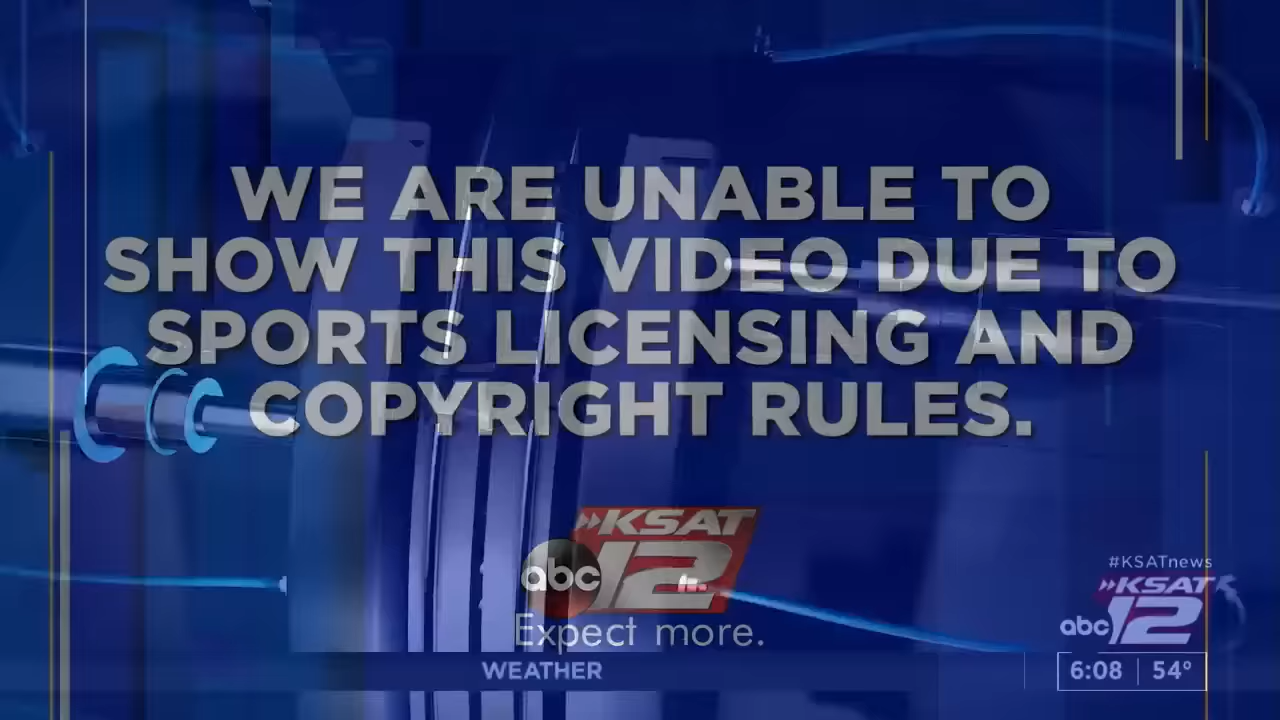 WE ARE UNABLE TO
SHOW THIS VIDEO DUE TO
SPORTS LICENSING AND
COPYRIGHT RULES.
KSAT
abc 12
Expect more.
#KSATnews
KSAT
abc 12
WEATHER
6:08 54°